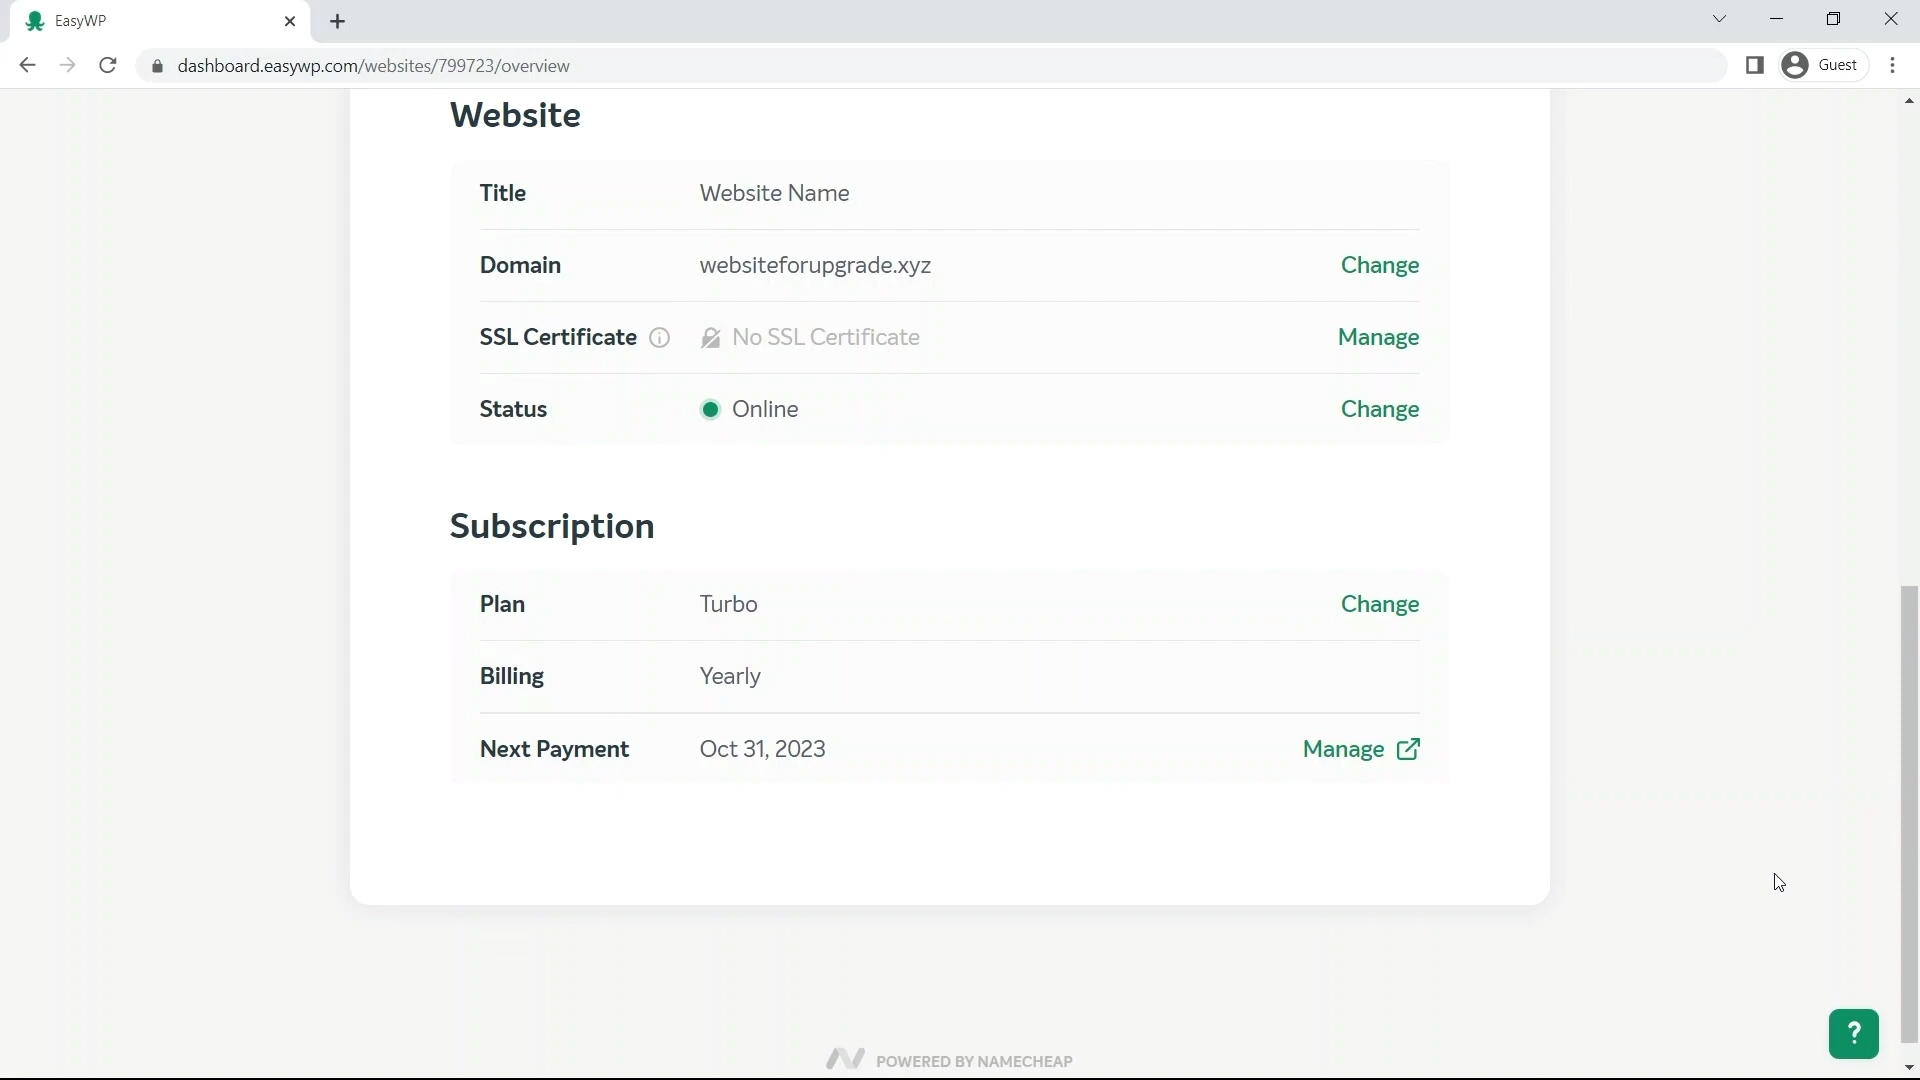 EasyWP
dashboard.easywp.com/websites/799723/overview
Guest
Website
Title Website Name
Domain websiteforupgrade.xyz Change
SSL Certificate No SSL Certificate Manage
Status Online Change
Subscription
Plan Turbo Change
Billing Yearly
Next Payment Oct 31, 2023 Manage
?
POWERED BY NAMECHEAP